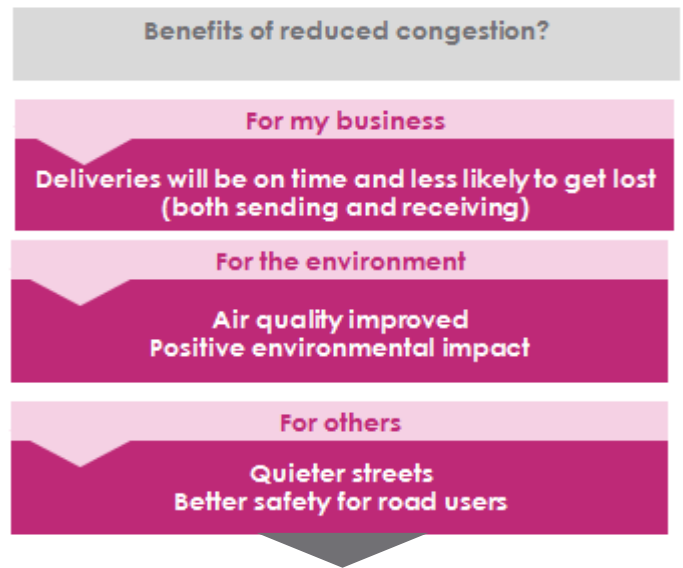 Benefits of reduced congestion?
For my business
Deliveries will be on time and less likely to get lost
(both sending and receiving)
For the environment
Air quality improved
Positive environmental impact
For others
Quieter streets
Better safety for road users